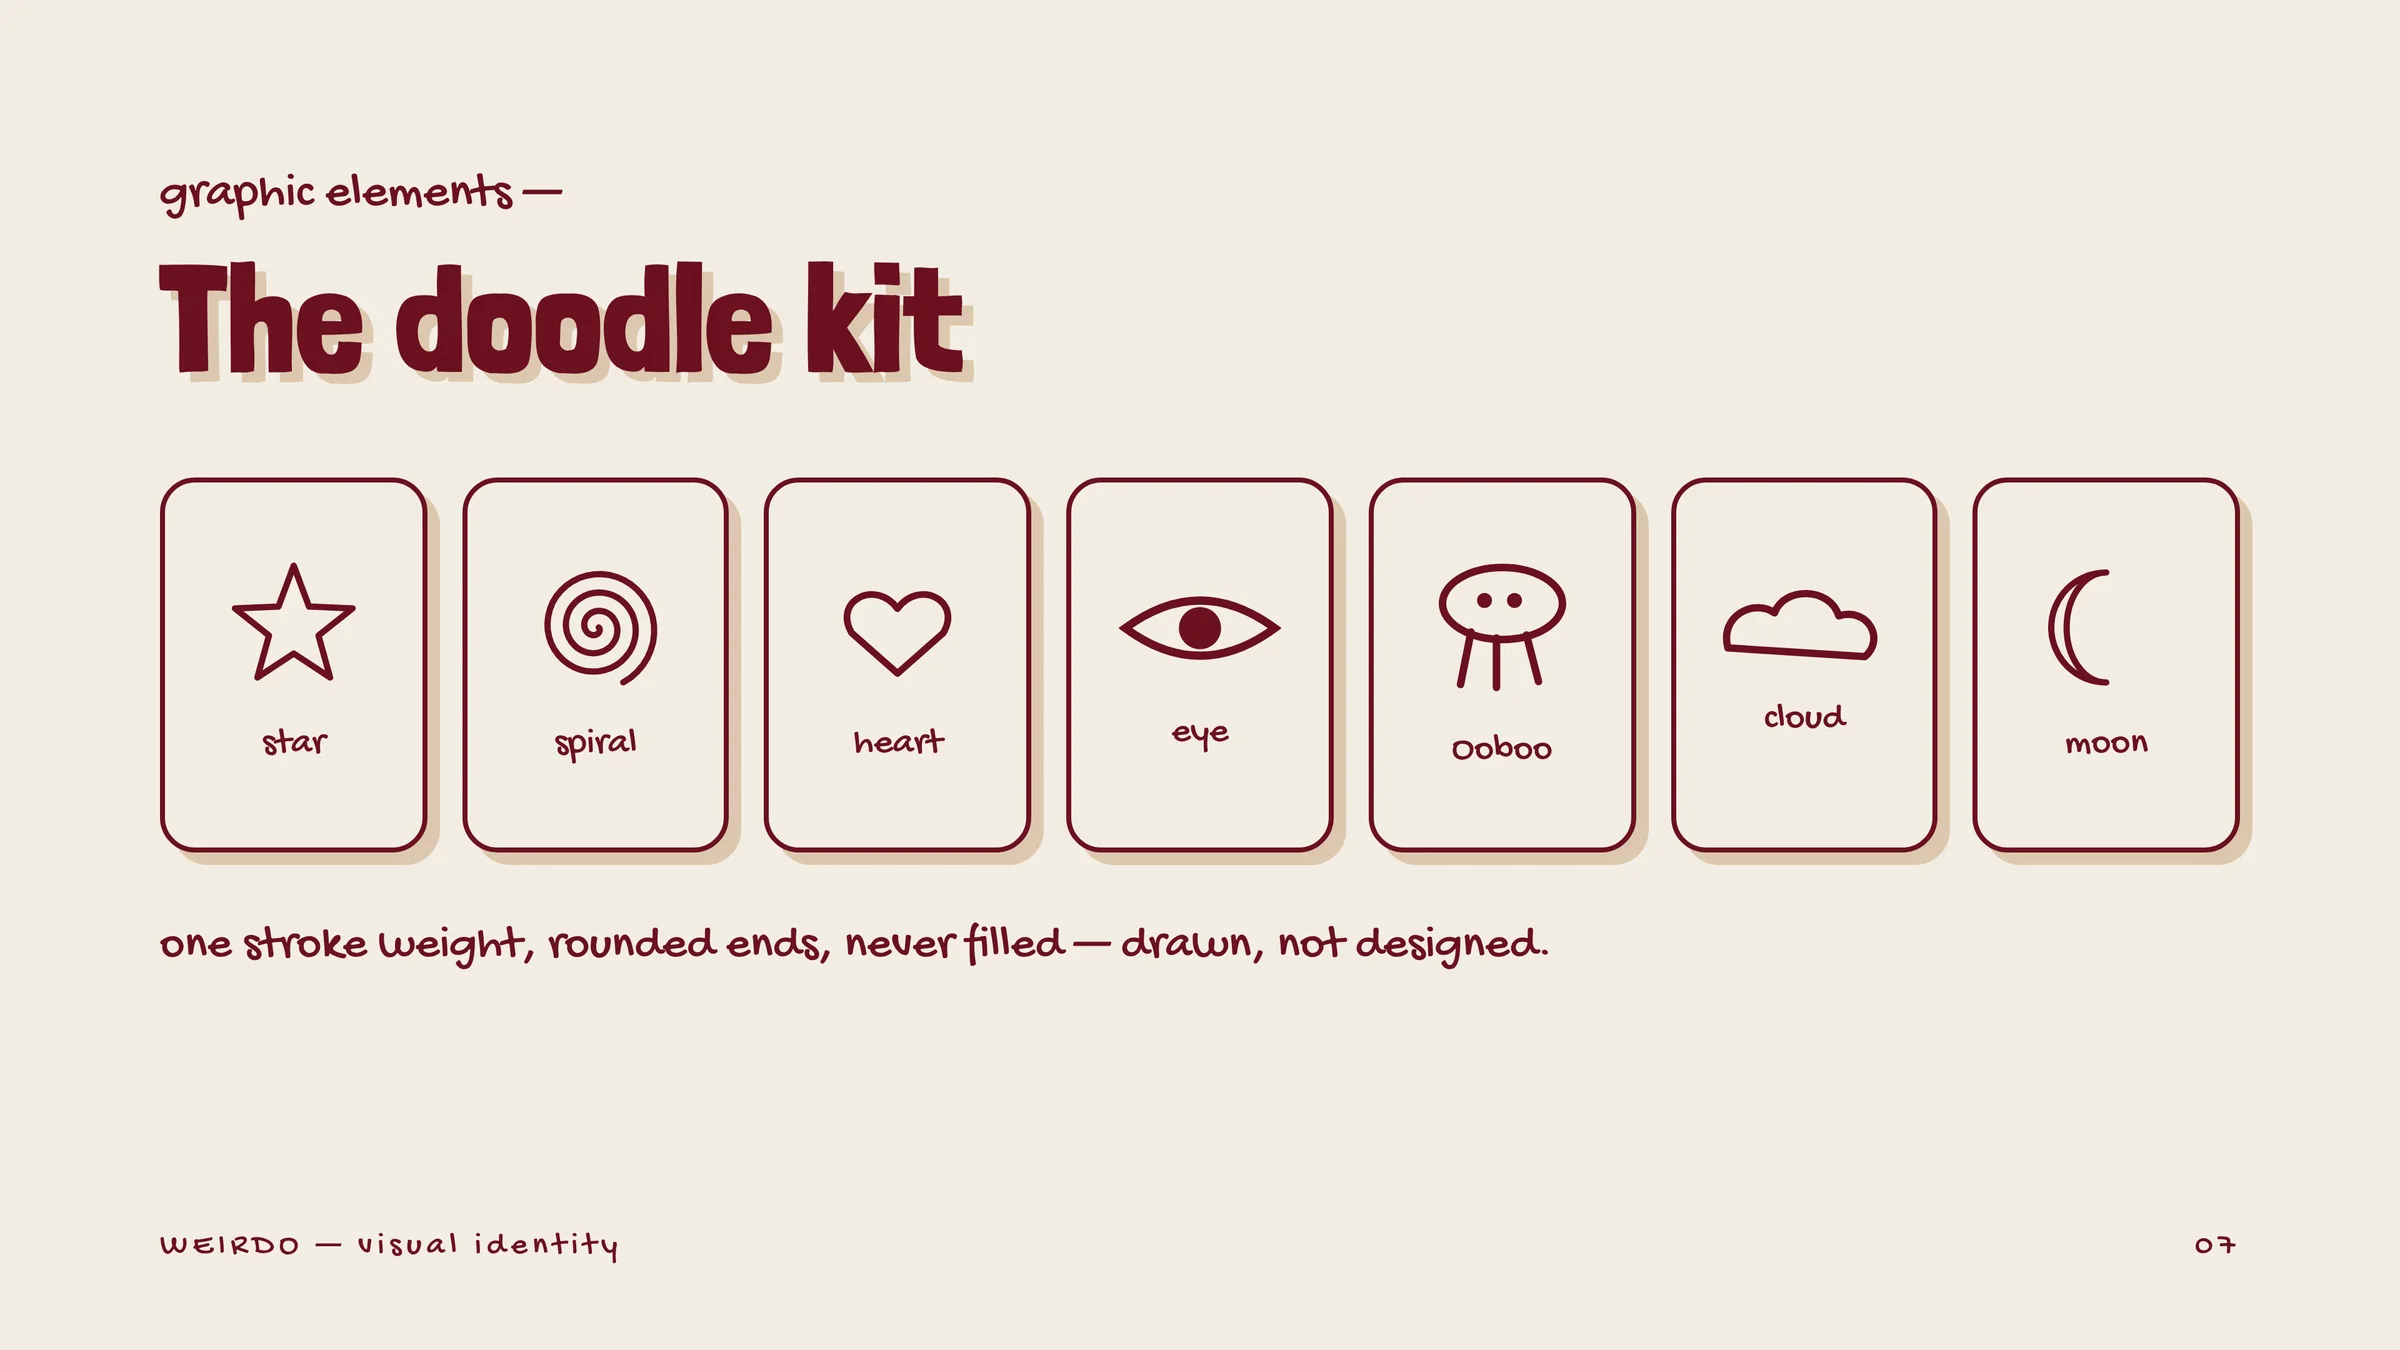 graphic elements —
The doodle kit
star
spiral
heart
eye
Ooboo
cloud
moon
one stroke weight, rounded ends, never filled — drawn, not designed.
WEIRDO — visual identity
07